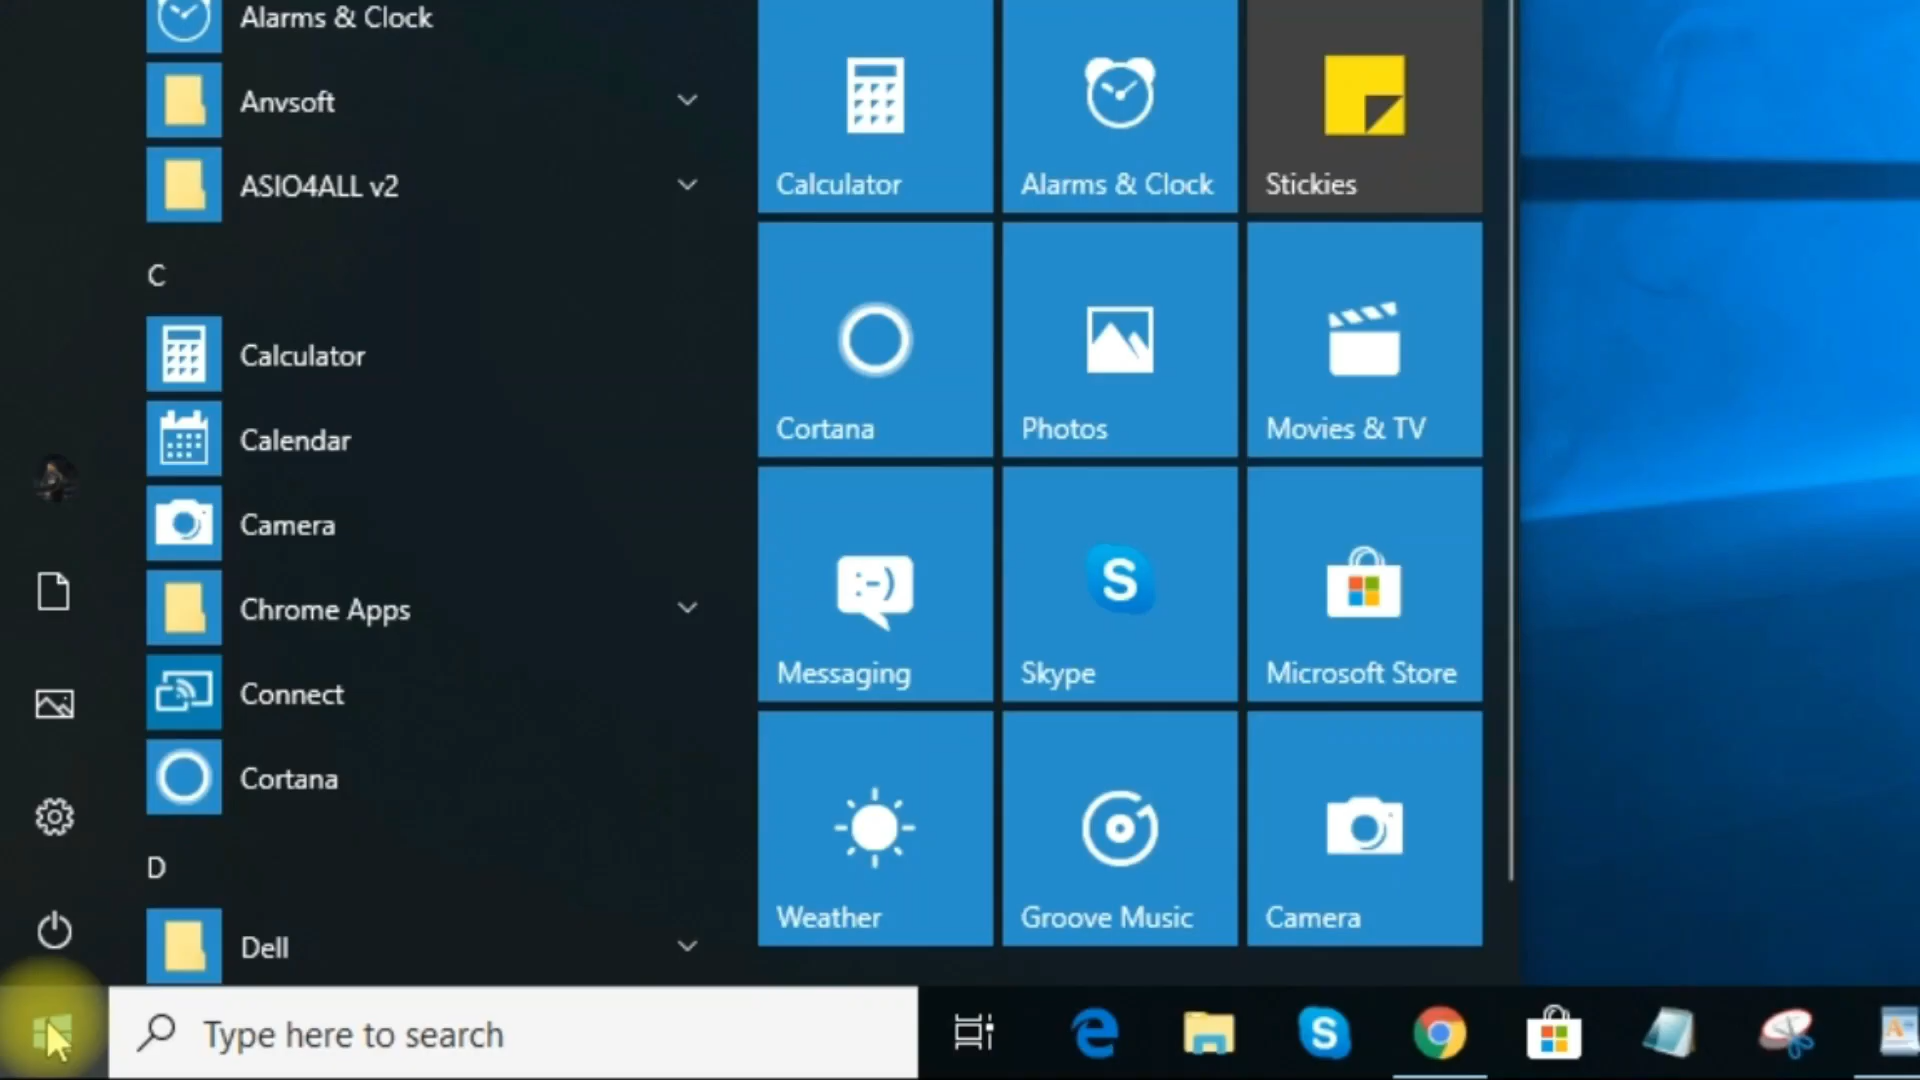 Alarms & Clock
Anvsoft
ASIO4ALL v2
C
Calculator
Calendar
Camera
Chrome Apps
Connect
Cortana
D
Dell
Calculator
Alarms & Clock
Stickies
Cortana
Photos
Movies & TV
Messaging
Skype
Microsoft Store
Weather
Groove Music
Camera
Type here to search